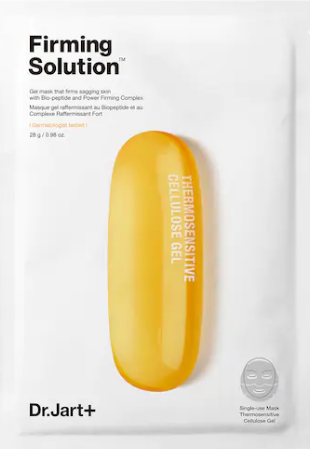 Firming
Solution™
Gel mask that firms sagging skin
with Bio-peptide and Power Firming Complex
Masque gel raffermissant au Biopeptide et au
Complexe Raffermissant Fort
[ Dermatologist tested ]
28 g / 0.98 oz.
THERMOSENSITIVE
CELLULOSE GEL
Dr.Jart+
Single-use Mask
Thermosensitive
Cellulose Gel